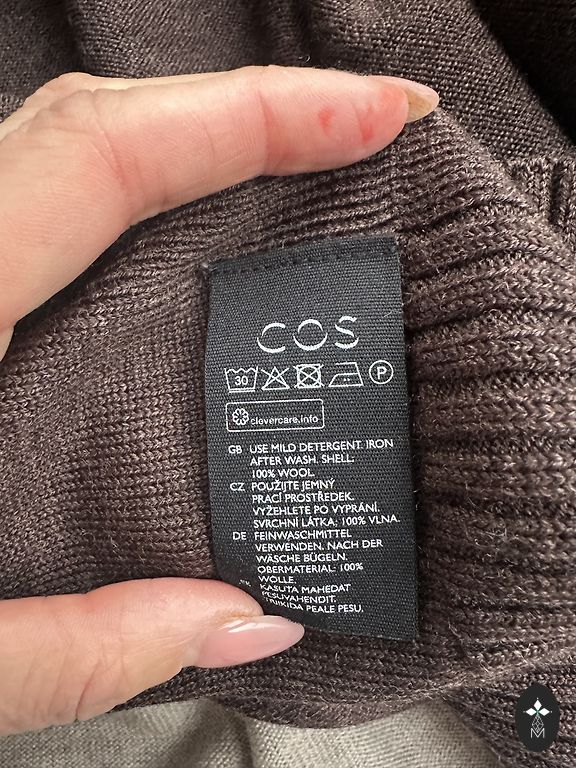 COS
30 P
clevercare.info
GB USE MILD DETERGENT. IRON
AFTER WASH. SHELL:
100% WOOL
CZ POUŽIJTE JEMNÝ
PRACÍ PROSTŘEDEK.
VYŽEHLETE PO VYPRÁNÍ.
SVRCHNÍ LÁTKA: 100% VLNA.
DE FEINWASCHMITTEL
VERWENDEN. NACH DER
WÄSCHE BÜGELN.
OBERMATERIAL: 100%
WOLLE.
KASUTA MAHEDAT
PESUVAHENDIT.
PEALE PESU.
M